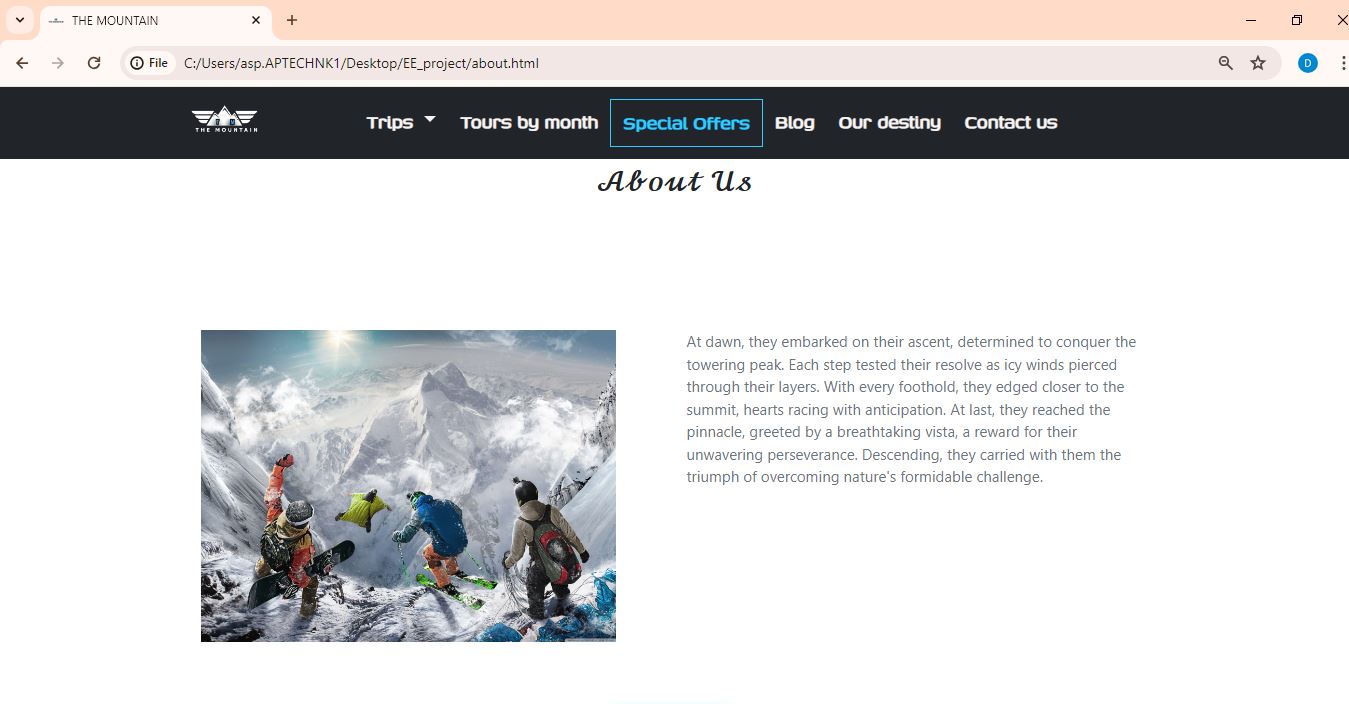 THE MOUNTAIN
File C:/Users/asp.APTECHNK1/Desktop/EE_project/about.html
D
THE MOUNTAIN
Trips Tours by month Special Offers Blog Our destiny Contact us
About Us
At dawn, they embarked on their ascent, determined to conquer the
towering peak. Each step tested their resolve as icy winds pierced
through their layers. With every foothold, they edged closer to the
summit, hearts racing with anticipation. At last, they reached the
pinnacle, greeted by a breathtaking vista, a reward for their
unwavering perseverance. Descending, they carried with them the
triumph of overcoming nature's formidable challenge.